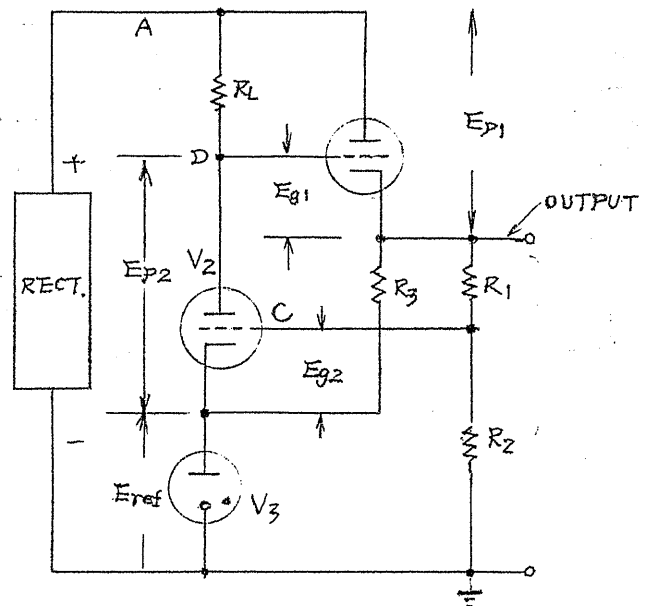 A
RL
Ep1
+
D
Eg1
OUTPUT
V2
Ep2
RECT.
R3
R1
C
Eg2
−
R2
Eref
V3